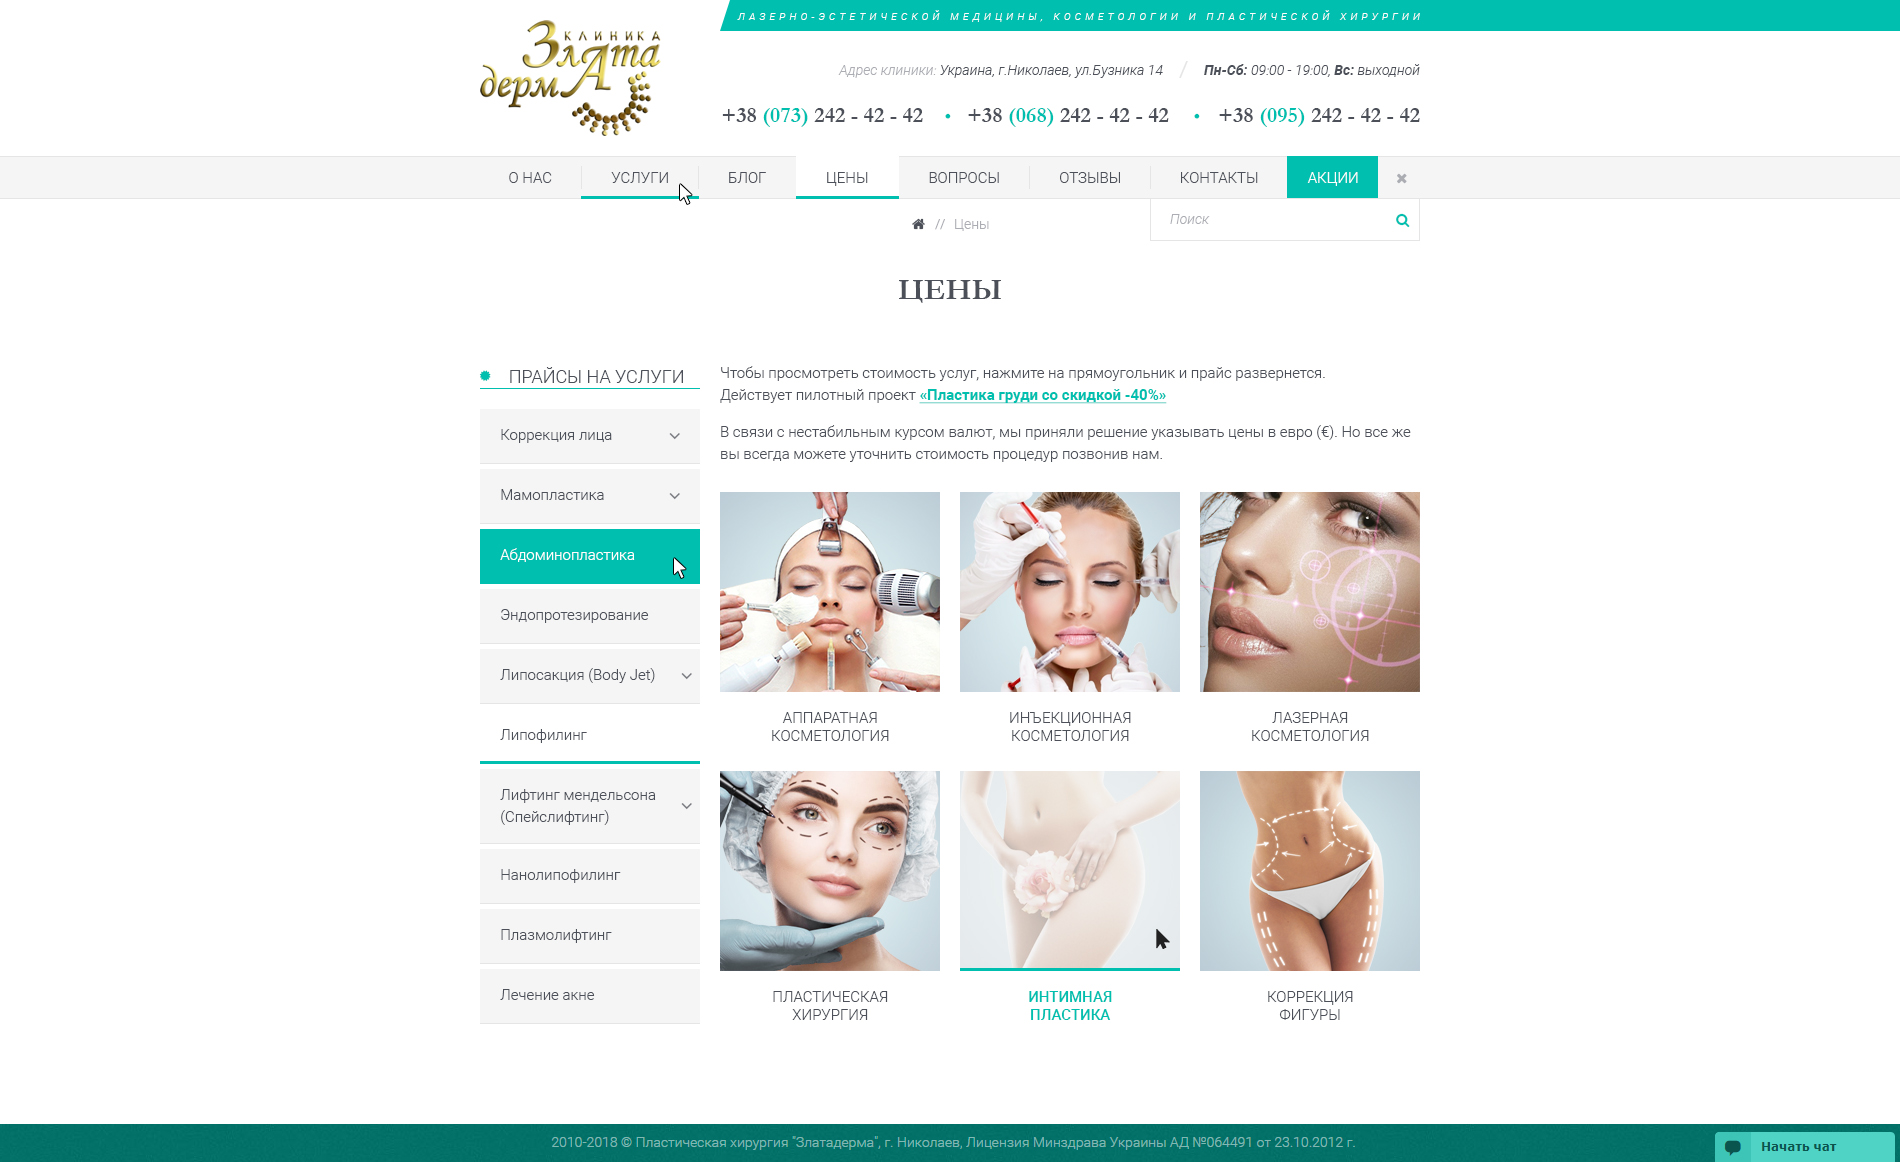 ЛАЗЕРНО-ЭСТЕТИЧЕСКОЙ МЕДИЦИНЫ, КОСМЕТОЛОГИИ И ПЛАСТИЧЕСКОЙ ХИРУРГИИ
КЛИНИКА
Злата
дерма
Адрес клиники: Украина, г.Николаев, ул.Бузника 14 / Пн-Сб: 09:00 - 19:00, Вс: выходной
+38 (073) 242 - 42 - 42 • +38 (068) 242 - 42 - 42 • +38 (095) 242 - 42 - 42
О НАС УСЛУГИ БЛОГ ЦЕНЫ ВОПРОСЫ ОТЗЫВЫ КОНТАКТЫ АКЦИИ
Поиск
// Цены
ЦЕНЫ
ПРАЙСЫ НА УСЛУГИ
Коррекция лица
Мамопластика
Абдоминопластика
Эндопротезирование
Липосакция (Body Jet)
Липофилинг
Лифтинг мендельсона
(Спейслифтинг)
Нанолипофилинг
Плазмолифтинг
Лечение акне
Чтобы просмотреть стоимость услуг, нажмите на прямоугольник и прайс развернется.
Действует пилотный проект «Пластика груди со скидкой -40%»
В связи с нестабильным курсом валют, мы приняли решение указывать цены в евро (€). Но все же
вы всегда можете уточнить стоимость процедур позвонив нам.
АППАРАТНАЯ
КОСМЕТОЛОГИЯ
ИНЪЕКЦИОННАЯ
КОСМЕТОЛОГИЯ
ЛАЗЕРНАЯ
КОСМЕТОЛОГИЯ
ПЛАСТИЧЕСКАЯ
ХИРУРГИЯ
ИНТИМНАЯ
ПЛАСТИКА
КОРРЕКЦИЯ
ФИГУРЫ
2010-2018 © Пластическая хирургия "Златадерма", г. Николаев, Лицензия Минздрава Украины АД №064491 от 23.10.2012 г.
Начать чат